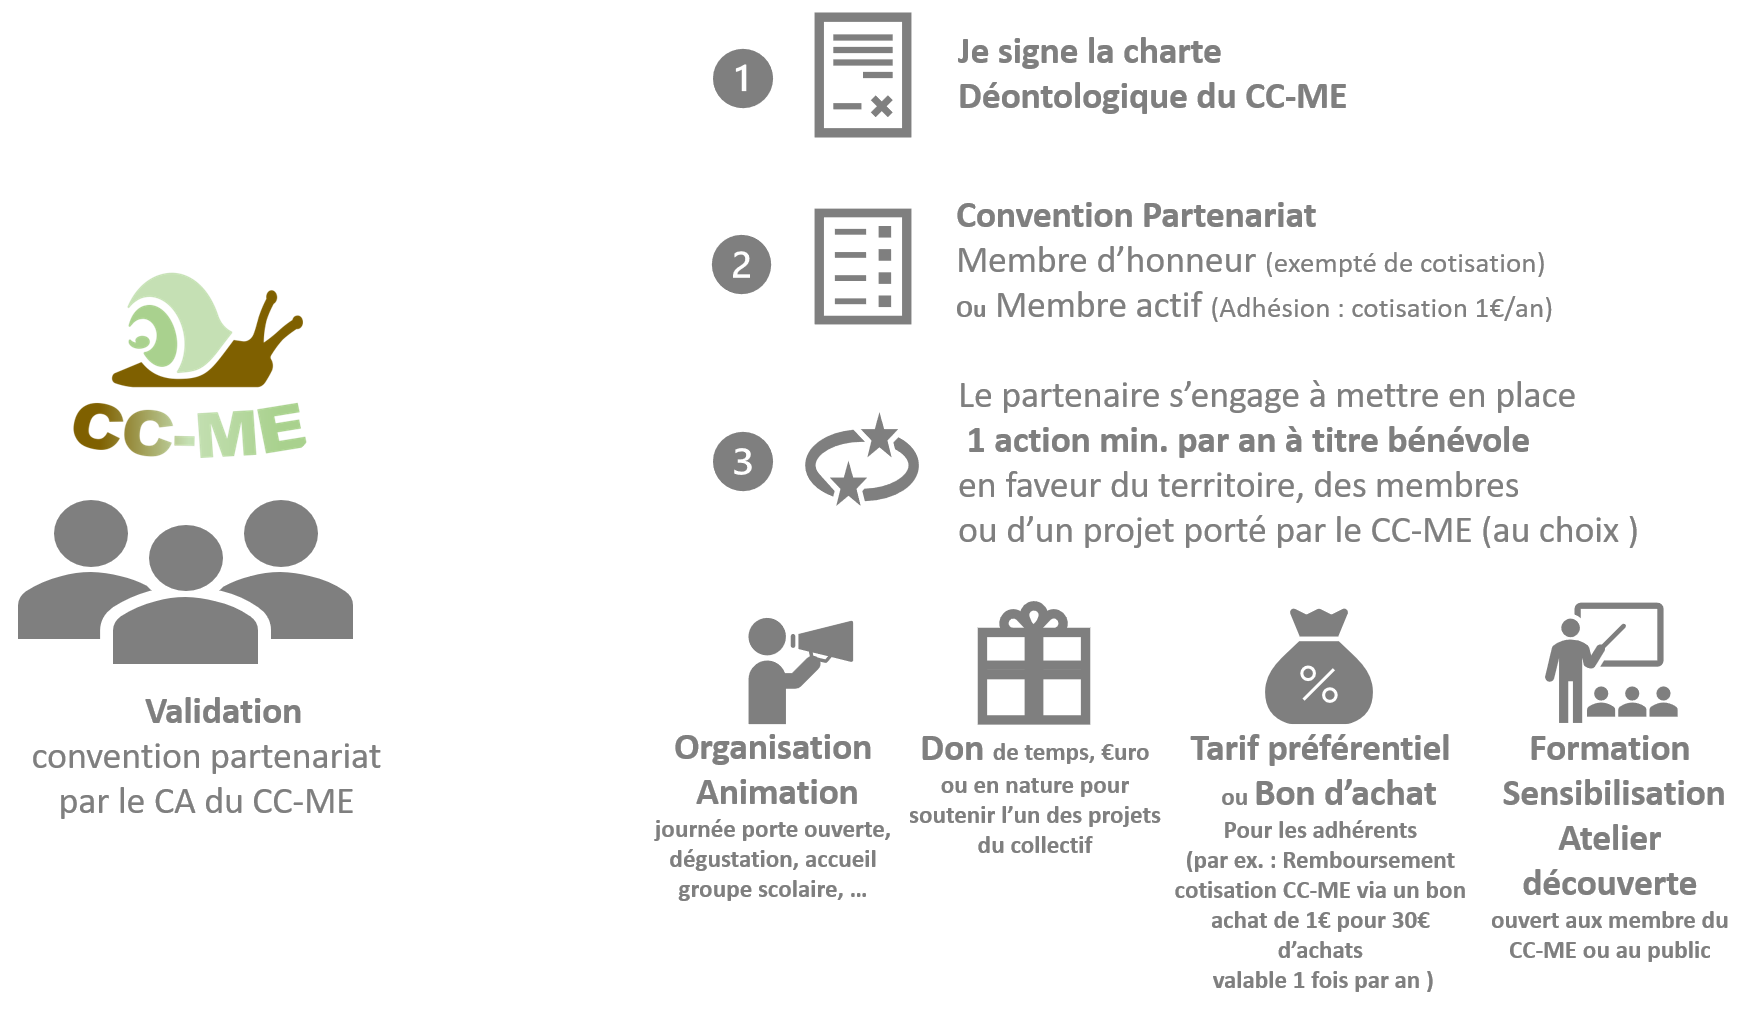 1
Je signe la charte
Déontologique du CC-ME
2
Convention Partenariat
Membre d’honneur (exempté de cotisation)
ou Membre actif (Adhésion : cotisation 1€/an)
CC-ME
3
Le partenaire s’engage à mettre en place
1 action min. par an à titre bénévole
en faveur du territoire, des membres
ou d’un projet porté par le CC-ME (au choix )
Validation
convention partenariat
par le CA du CC-ME
Organisation
Animation
journée porte ouverte,
dégustation, accueil
groupe scolaire, ...
Don de temps, €uro
ou en nature pour
soutenir l’un des projets
du collectif
%
Tarif préférentiel
ou Bon d’achat
Pour les adhérents
(par ex. : Remboursement
cotisation CC-ME via un bon
achat de 1€ pour 30€
d’achats
valable 1 fois par an )
Formation
Sensibilisation
Atelier
découverte
ouvert aux membre du
CC-ME ou au public